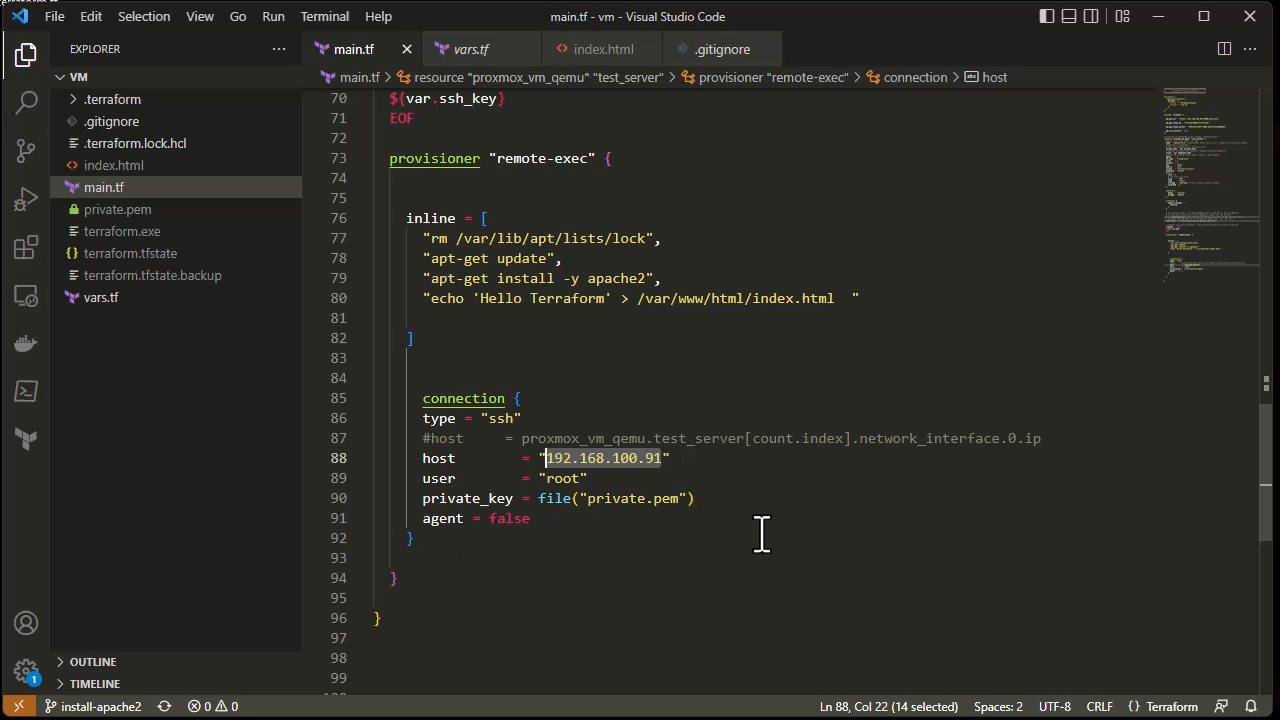 File Edit Selection View Go Run Terminal Help main.tf - vm - Visual Studio Code
EXPLORER ··· main.tf vars.tf index.html .gitignore ···
VM
main.tf > resource "proxmox_vm_qemu" "test_server" > provisioner "remote-exec" > connection > host
.terraform
.gitignore
.terraform.lock.hcl
index.html
main.tf
private.pem
terraform.exe
terraform.tfstate
terraform.tfstate.backup
vars.tf
OUTLINE
TIMELINE
70 ${var.ssh_key}
71 EOF
72
73 provisioner "remote-exec" {
74
75
76 inline = [
77 "rm /var/lib/apt/lists/lock",
78 "apt-get update",
79 "apt-get install -y apache2",
80 "echo 'Hello Terraform' > /var/www/html/index.html  "
81
82 ]
83
84
85 connection {
86 type = "ssh"
87 #host     = proxmox_vm_qemu.test_server[count.index].network_interface.0.ip
88 host        = "192.168.100.91"
89 user        = "root"
90 private_key = file("private.pem")
91 agent = false
92 }
93
94 }
95
96 }
97
98
99
1
install-apache2 0 0 Ln 88, Col 22 (14 selected) Spaces: 2 UTF-8 CRLF {} Terraform